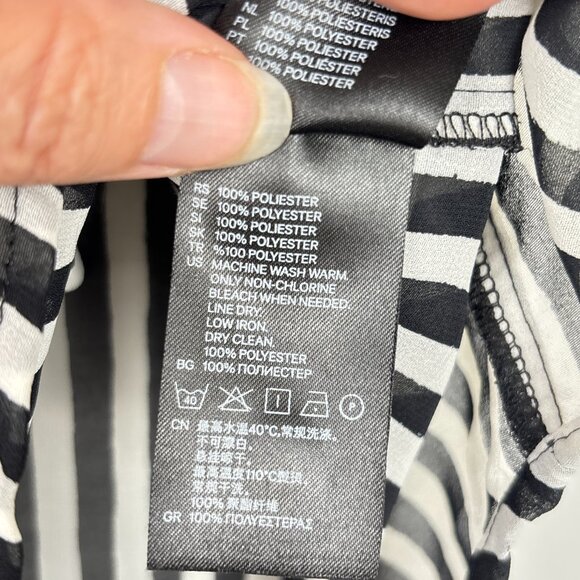 NL 100% POLYESTER
PL 100% POLIESTER
PT 100% POLIÉSTER
100% POLIESTER
100% POLIESTER
RS 100% POLIESTER
SE 100% POLYESTER
SI 100% POLIESTER
SK 100% POLYESTER
TR %100 POLYESTER
US MACHINE WASH WARM.
ONLY NON-CHLORINE
BLEACH WHEN NEEDED.
LINE DRY.
LOW IRON.
DRY CLEAN.
100% POLYESTER
BG 100% ПОЛИЕСТЕР
40 P
CN 最高水温40°C,常规洗涤.
不可漂白.
悬挂晾干.
最高温度110°C熨烫.
常规干洗.
100% 聚酯纤维
GR 100% ΠΟΛΥΕΣΤΕΡΑΣ